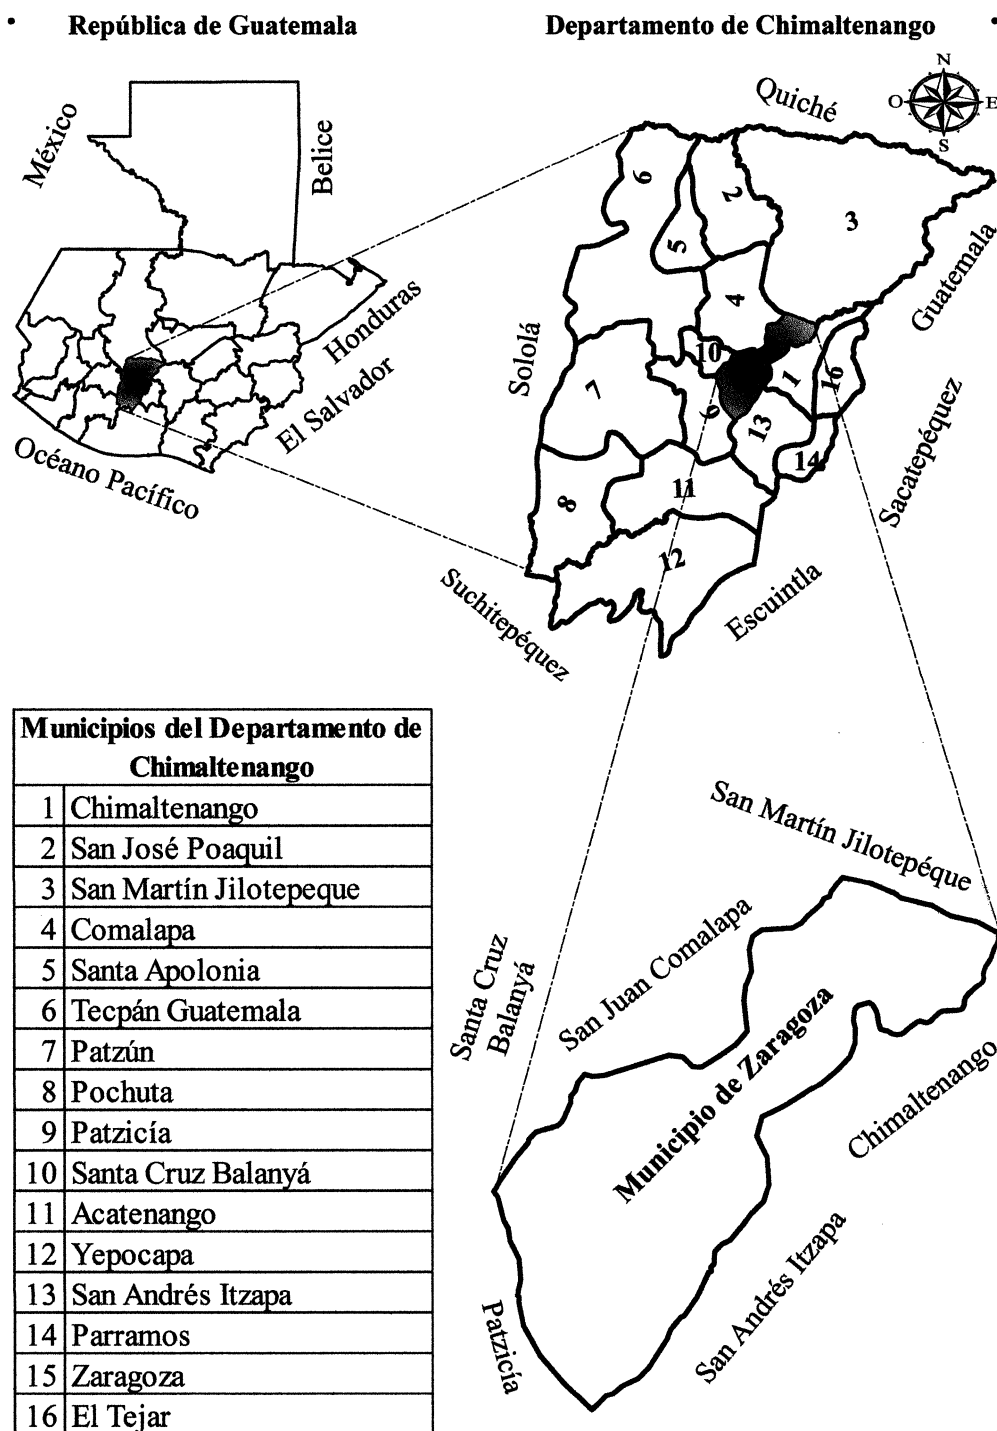 República de Guatemala
Departamento de Chimaltenango
México
Belice
Honduras
El Salvador
Océano Pacífico
N
O
E
S
Quiché
Guatemala
Sololá
Sacatepéquez
Suchitepéquez
Escuintla
6
2
3
5
4
10
7
9
1
16
13
14
8
11
12
Municipios del Departamento de
Chimaltenango
1 Chimaltenango
2 San José Poaquil
3 San Martín Jilotepeque
4 Comalapa
5 Santa Apolonia
6 Tecpán Guatemala
7 Patzún
8 Pochuta
9 Patzicía
10 Santa Cruz Balanyá
11 Acatenango
12 Yepocapa
13 San Andrés Itzapa
14 Parramos
15 Zaragoza
16 El Tejar
San Martín Jilotepéque
Santa Cruz
Balanyá
San Juan Comalapa
Municipio de Zaragoza
Chimaltenango
San Andrés Itzapa
Patzicía